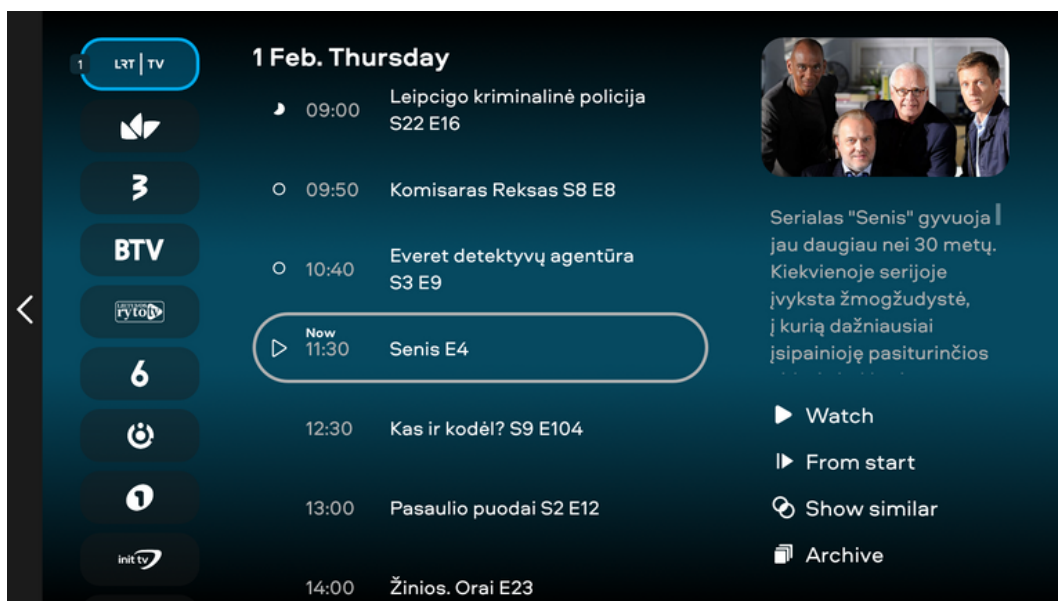 1
LRT | TV
3
BTV
LIETUVOS
ryto tv
6
1
init tv
1 Feb. Thursday
09:00
Leipcigo kriminalinė policija
S22 E16
09:50
Komisaras Reksas S8 E8
10:40
Everet detektyvų agentūra
S3 E9
Now
11:30
Senis E4
12:30
Kas ir kodėl? S9 E104
13:00
Pasaulio puodai S2 E12
14:00
Žinios. Orai E23
Serialas "Senis" gyvuoja
jau daugiau nei 30 metų.
Kiekvienoje serijoje
įvyksta žmogžudystė,
į kurią dažniausiai
įsipainioję pasiturinčios
Watch
From start
Show similar
Archive